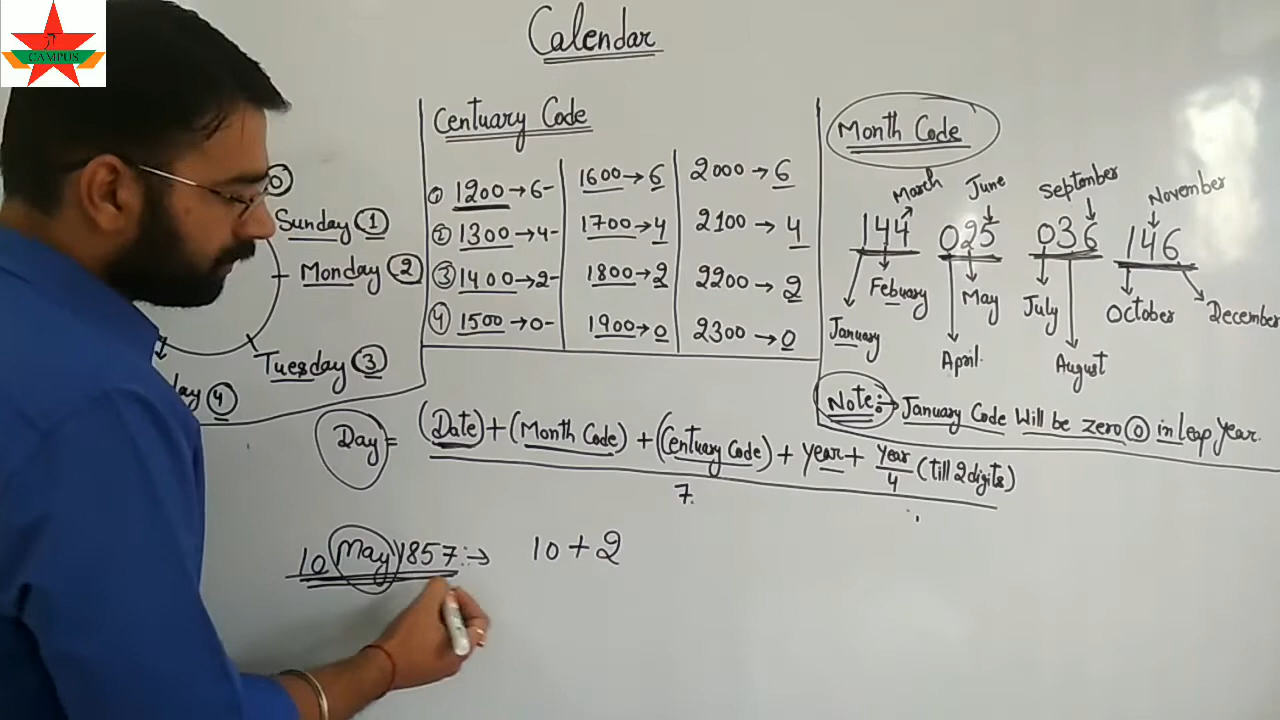 CAMPUS
Calendar
Centuary Code
① 1200→6-
② 1300→4-
③ 1400→2-
④ 1500→0-
1600→6
1700→4
1800→2
1900→0
2000→6
2100→4
2200→2
2300→0
Month Code
March June September November
144 025 036 146
Febuary May July October December
January April August
Note:→ January Code Will be zero ⓪ in leap year.
0
Sunday ①
Monday ②
Tuesday ③
day ④
Day = (Date) + (Month Code) + (Centuary Code) + year + year/4 (till 2 digits)
7
10 May 1857:→ 10 + 2